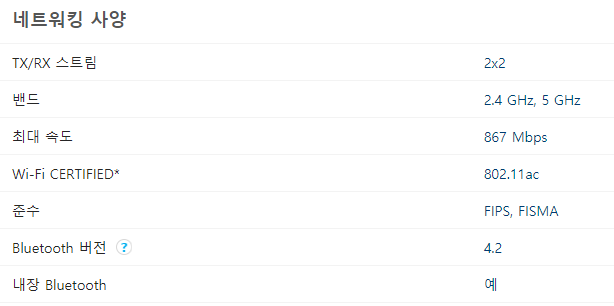 네트워킹 사양
TX/RX 스트림 2x2
밴드 2.4 GHz, 5 GHz
최대 속도 867 Mbps
Wi-Fi CERTIFIED* 802.11ac
준수 FIPS, FISMA
Bluetooth 버전 ? 4.2
내장 Bluetooth 예